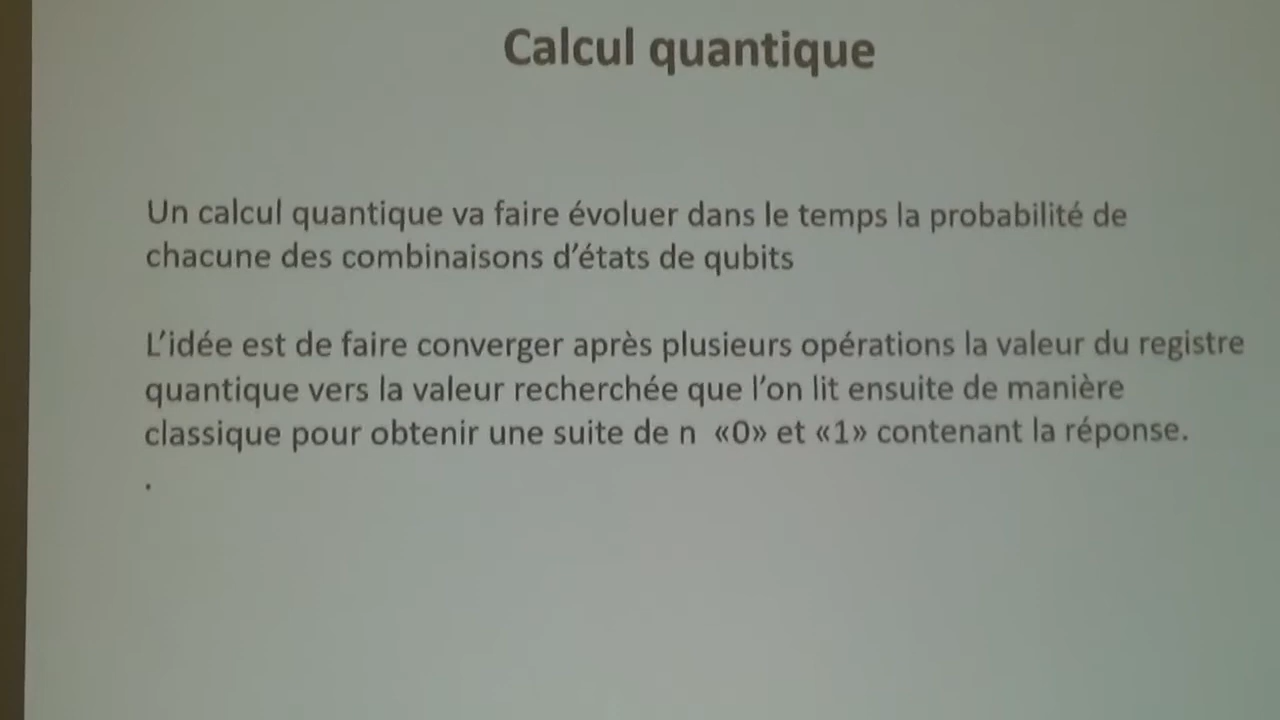 Calcul quantique
Un calcul quantique va faire évoluer dans le temps la probabilité de
chacune des combinaisons d’états de qubits
L’idée est de faire converger après plusieurs opérations la valeur du registre
quantique vers la valeur recherchée que l’on lit ensuite de manière
classique pour obtenir une suite de n «0» et «1» contenant la réponse.
.